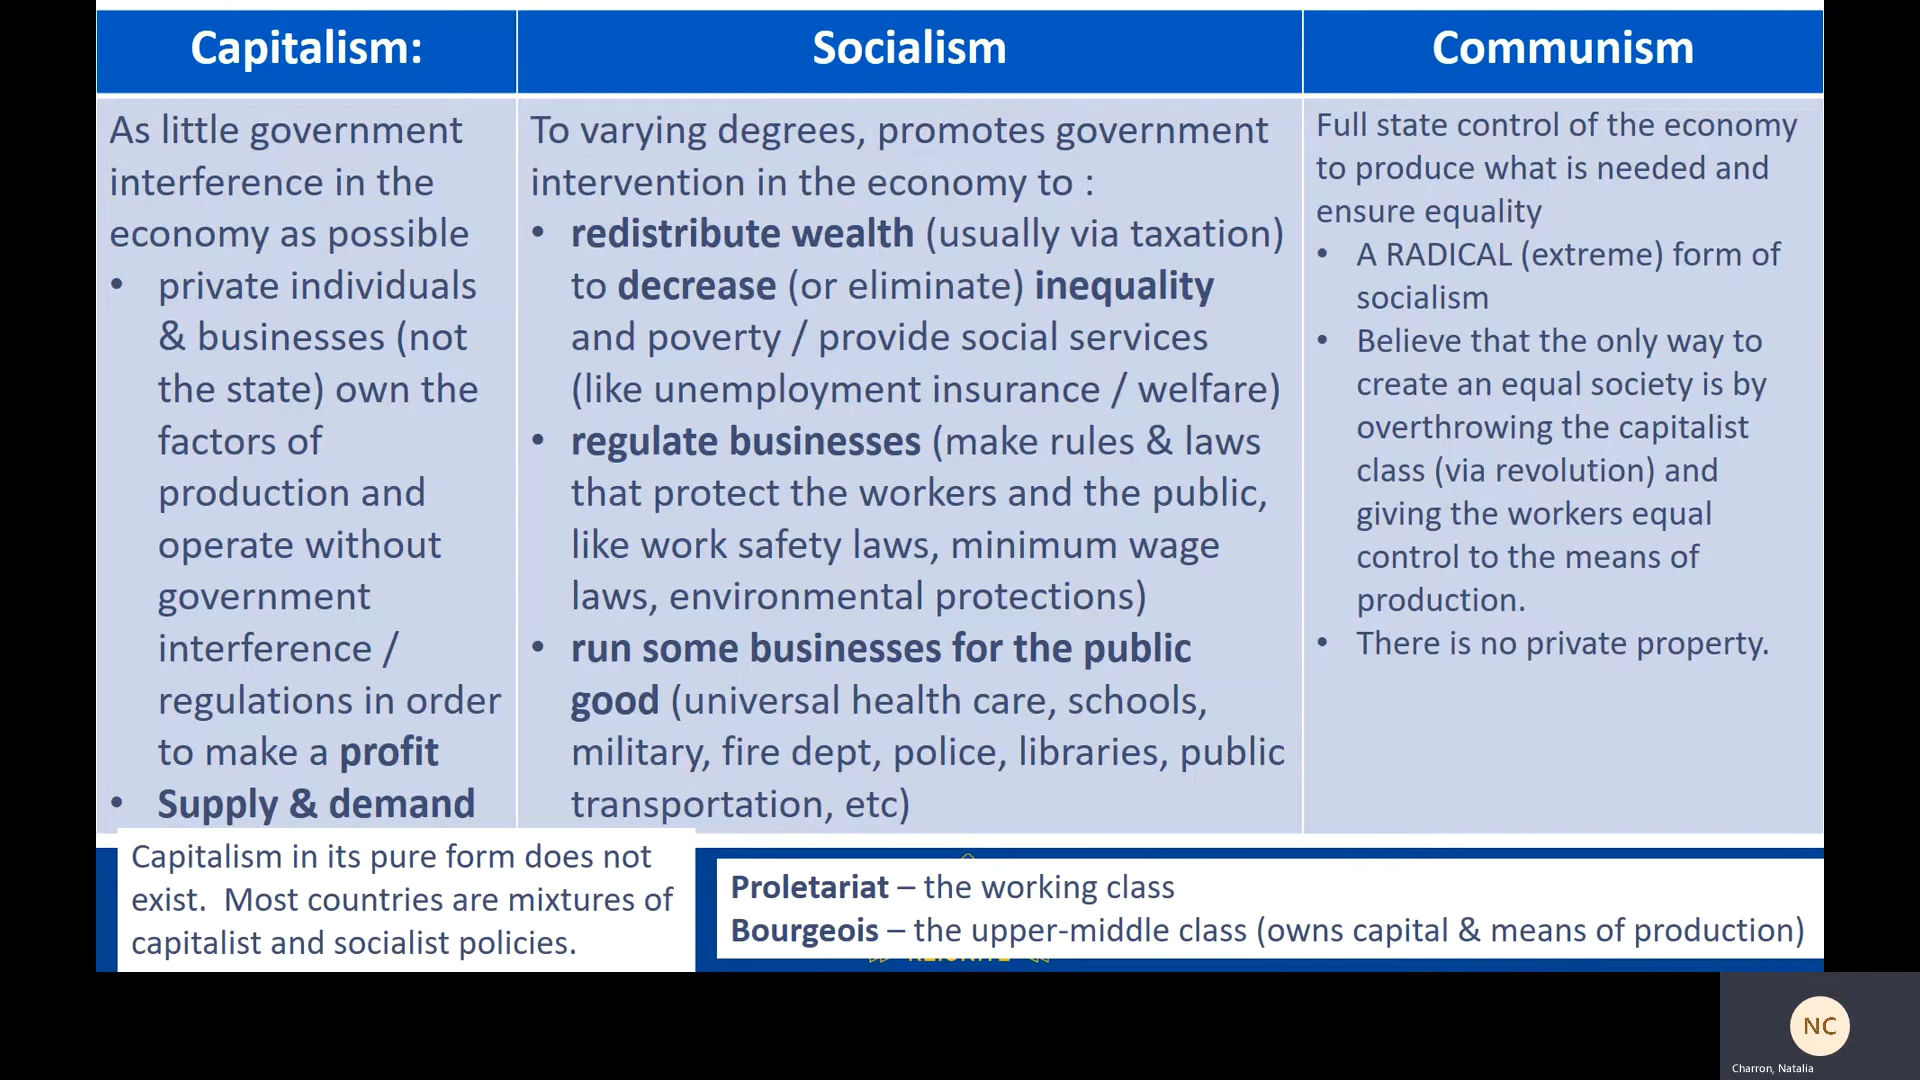 Capitalism:
As little government
interference in the
economy as possible
• private individuals
& businesses (not
the state) own the
factors of
production and
operate without
government
interference /
regulations in order
to make a profit
• Supply & demand
Socialism
To varying degrees, promotes government
intervention in the economy to :
• redistribute wealth (usually via taxation)
to decrease (or eliminate) inequality
and poverty / provide social services
(like unemployment insurance / welfare)
• regulate businesses (make rules & laws
that protect the workers and the public,
like work safety laws, minimum wage
laws, environmental protections)
• run some businesses for the public
good (universal health care, schools,
military, fire dept, police, libraries, public
transportation, etc)
Communism
Full state control of the economy
to produce what is needed and
ensure equality
• A RADICAL (extreme) form of
socialism
• Believe that the only way to
create an equal society is by
overthrowing the capitalist
class (via revolution) and
giving the workers equal
control to the means of
production.
• There is no private property.
Capitalism in its pure form does not
exist.  Most countries are mixtures of
capitalist and socialist policies.
Proletariat – the working class
Bourgeois – the upper-middle class (owns capital & means of production)
NC
Charron, Natalia